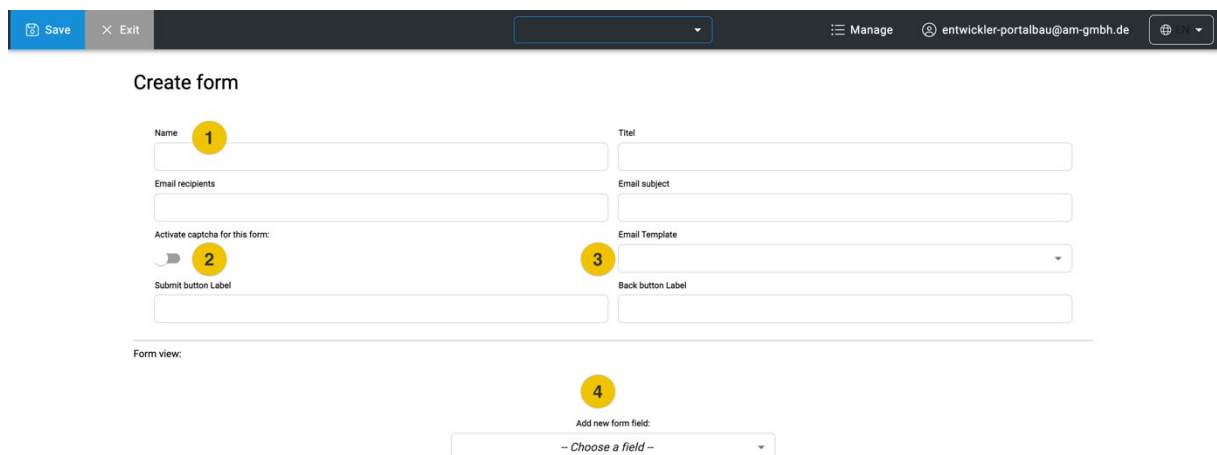 Save
Exit
Manage
entwickler-portalbau@am-gmbh.de
EN
Create form
Name
1
Titel
Email recipients
Email subject
Activate captcha for this form:
2
Email Template
3
Submit button Label
Back button Label
Form view:
4
Add new form field:
-- Choose a field --